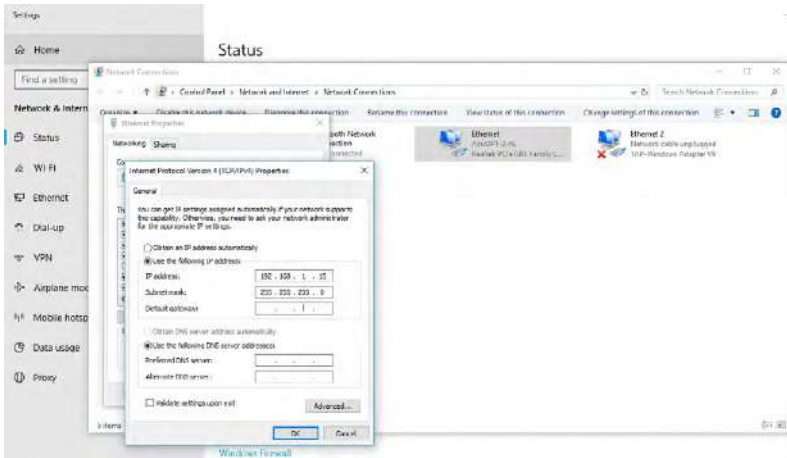 Settings
Home
Status
Find a setting
Network & Intern
Status
Wi-Fi
Ethernet
Dial-up
VPN
Airplane mod
Mobile hotsp
Data usage
Proxy
Network Connections
Control Panel › Network and Internet › Network Connections
Search Network Connections
Organize
Disable this network device
Diagnose this connection
Rename this connection
View status of this connection
Change settings of this connection
ooth Network
Ethernet
Realtek PCIe GBE Family C...
Ethernet 2
Network cable unplugged
TAP-Windows Adapter V9
Ethernet Properties
Networking
Sharing
Internet Protocol Version 4 (TCP/IPv4) Properties
General
You can get IP settings assigned automatically if your network supports
this capability. Otherwise, you need to ask your network administrator
for the appropriate IP settings.
Obtain an IP address automatically
Use the following IP address:
IP address: 192 . 168 . 1 . 15
Subnet mask: 255 . 255 . 255 . 0
Default gateway: . . .
Obtain DNS server address automatically
Use the following DNS server addresses:
Preferred DNS server: . . .
Alternate DNS server: . . .
Validate settings upon exit
Advanced...
OK
Cancel
Windows Firewall